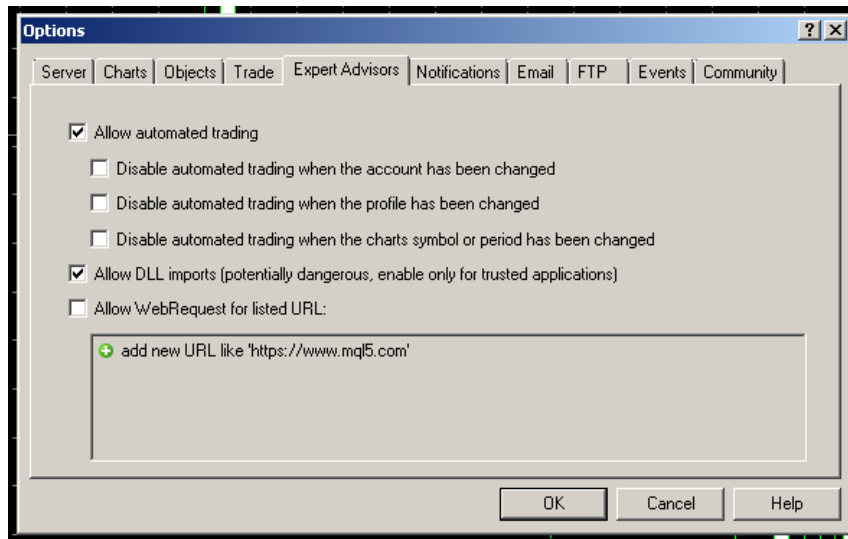 Options
Server Charts Objects Trade Expert Advisors Notifications Email FTP Events Community
Allow automated trading
Disable automated trading when the account has been changed
Disable automated trading when the profile has been changed
Disable automated trading when the charts symbol or period has been changed
Allow DLL imports (potentially dangerous, enable only for trusted applications)
Allow WebRequest for listed URL:
add new URL like 'https://www.mql5.com'
OK Cancel Help